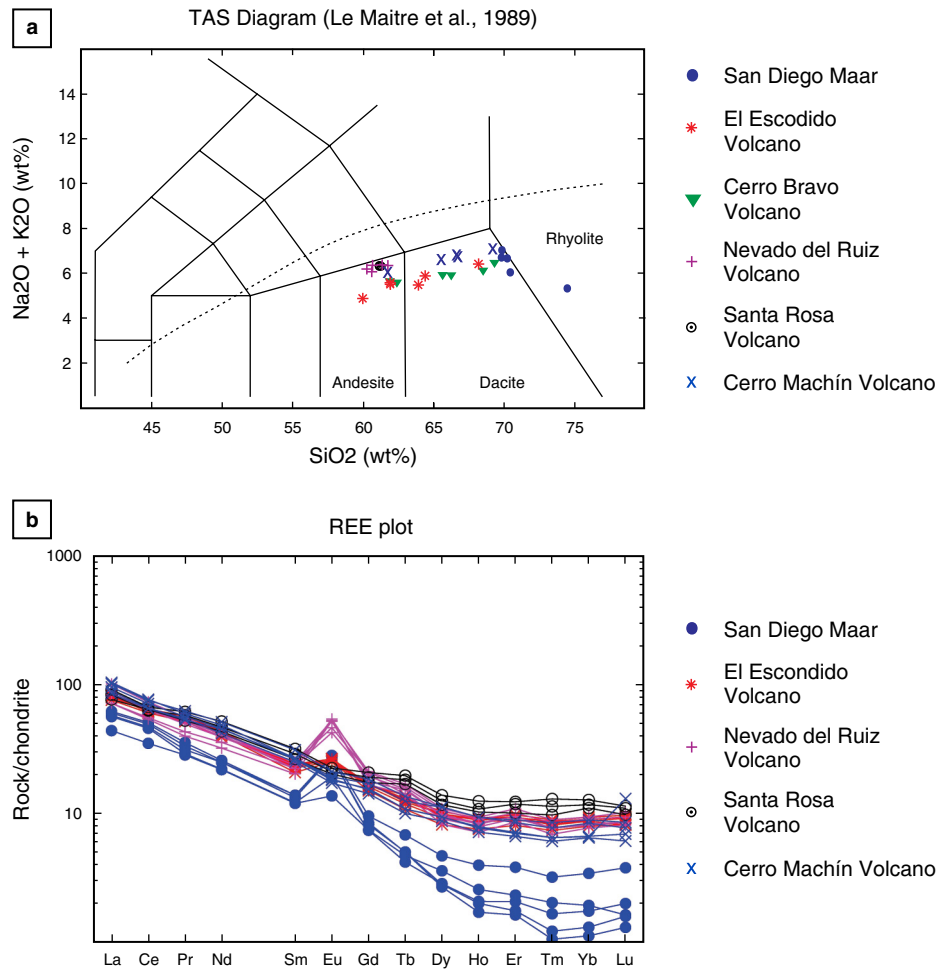 a
TAS Diagram (Le Maitre et al., 1989)
Na2O + K2O (wt%)
14
12
10
8
6
4
2
Rhyolite
Andesite
Dacite
45
50
55
60
65
70
75
SiO2 (wt%)
San Diego Maar
El Escodido
Volcano
Cerro Bravo
Volcano
Nevado del Ruiz
Volcano
Santa Rosa
Volcano
Cerro Machín Volcano
b
REE plot
Rock/chondrite
1000
100
10
La
Ce
Pr
Nd
Sm
Eu
Gd
Tb
Dy
Ho
Er
Tm
Yb
Lu
San Diego Maar
El Escondido
Volcano
Nevado del Ruiz
Volcano
Santa Rosa
Volcano
Cerro Machín Volcano